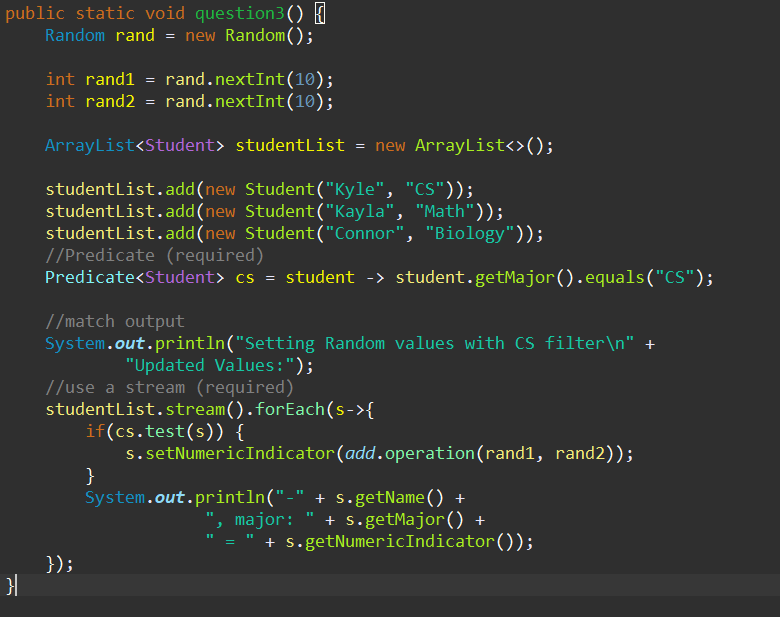 public static void question3() {
    Random rand = new Random();

    int rand1 = rand.nextInt(10);
    int rand2 = rand.nextInt(10);

    ArrayList<Student> studentList = new ArrayList<>();

    studentList.add(new Student("Kyle", "CS"));
    studentList.add(new Student("Kayla", "Math"));
    studentList.add(new Student("Connor", "Biology"));
    //Predicate (required)
    Predicate<Student> cs = student -> student.getMajor().equals("CS");

    //match output
    System.out.println("Setting Random values with CS filter\n" +
            "Updated Values:");
    //use a stream (required)
    studentList.stream().forEach(s->{
        if(cs.test(s)) {
            s.setNumericIndicator(add.operation(rand1, rand2));
        }
        System.out.println("-" + s.getName() +
                    ", major: " + s.getMajor() +
                    " = " + s.getNumericIndicator());
    });
}